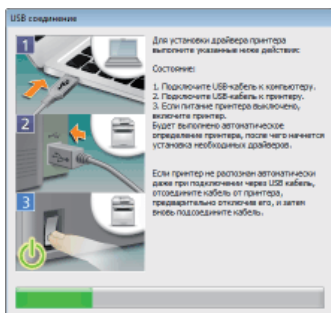 USB соединение
1
Для установки драйвера принтера
выполните указанные ниже действия:
Состояние:
1. Подключите USB-кабель к компьютеру.
2. Подключите USB-кабель к принтеру.
3. Если питание принтера выключено,
включите принтер.
Будет выполнено автоматическое
определение принтера, после чего начнется
установка необходимых драйверов.
2
Если принтер не распознан автоматически
даже при подключении через USB кабель,
отсоедините кабель от принтера,
предварительно отключив его, и затем
вновь подсоедините кабель.
3